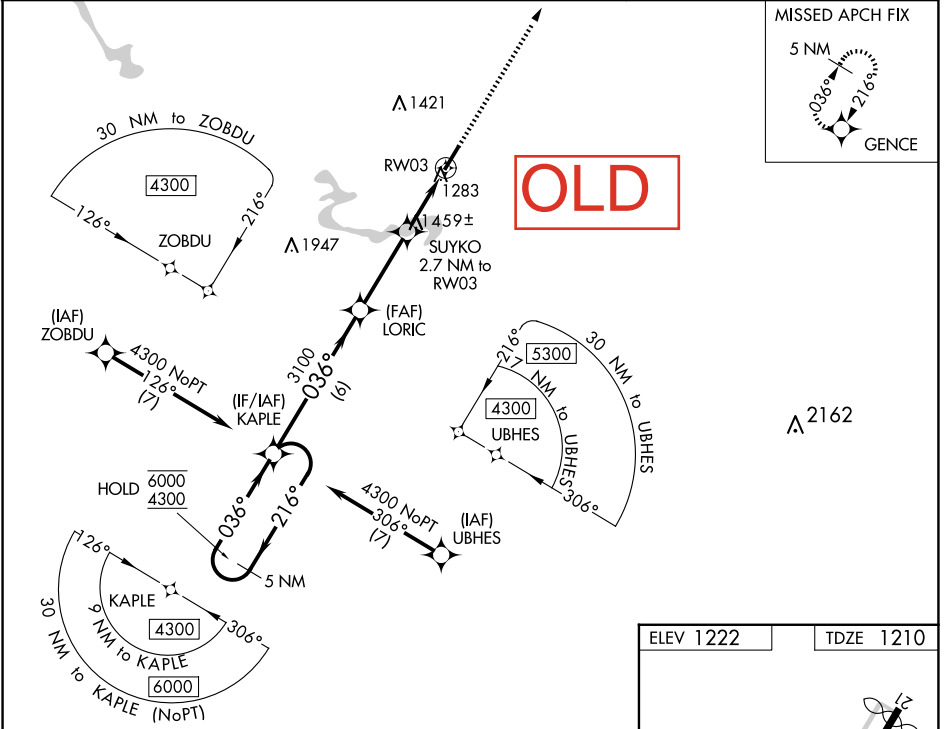 MISSED APCH FIX
5 NM
036°
216°
GENCE
1421
RW03
1283
OLD
1459±
SUYKO
2.7 NM to
RW03
1947
30 NM to ZOBDU
4300
126°
216°
ZOBDU
(FAF)
LORIC
(IAF)
ZOBDU
4300 NoPT
126°
(7)
3100
036°
(6)
(IF/IAF)
KAPLE
HOLD
6000
4300
036°
216°
5 NM
4300 NoPT
306°
(7)
(IAF)
UBHES
216°
5300
30 NM to UBHES
17 NM to UBHES
4300
UBHES
306°
2162
126°
KAPLE
306°
4300
9 NM to KAPLE
6000
30 NM to KAPLE (NoPT)
ELEV 1222
TDZE 1210
21